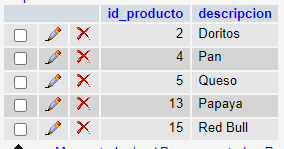 id_producto descripcion
2 Doritos
4 Pan
5 Queso
13 Papaya
15 Red Bull